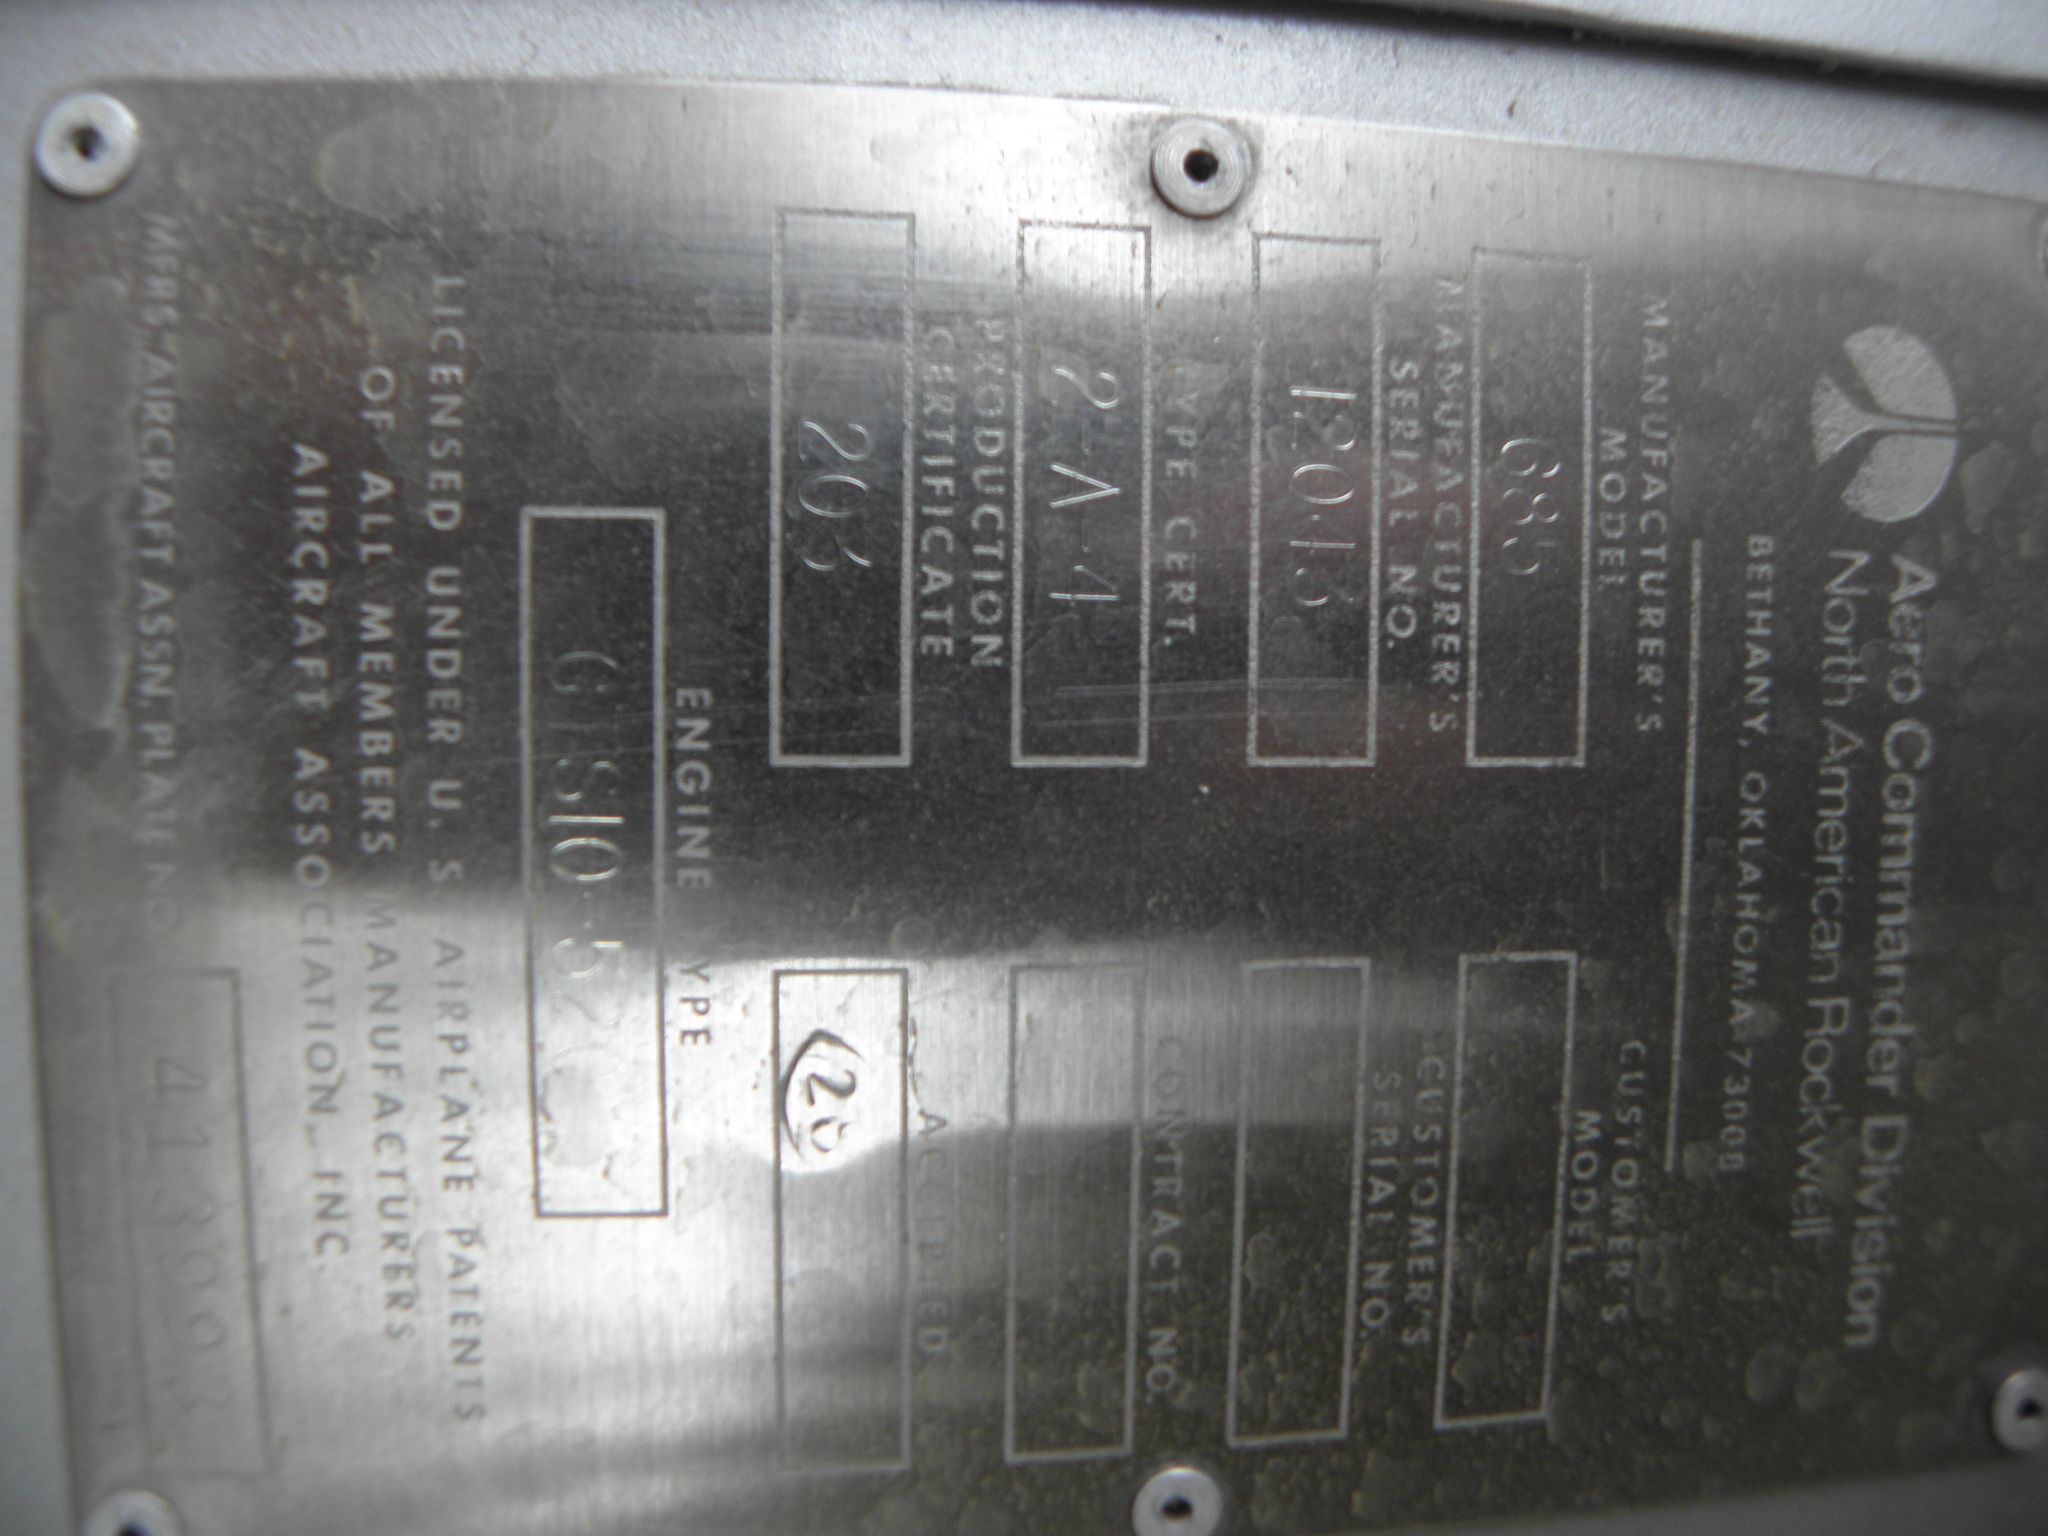 Aero Commander Division
North American Rockwell
BETHANY, OKLAHOMA 73008
MANUFACTURER'S
MODEL
685
CUSTOMER'S
MODEL
MANUFACTURER'S
SERIAL NO.
12043
CUSTOMER'S
SERIAL NO.
TYPE CERT.
2-A-4
CONTRACT NO.
PRODUCTION
CERTIFICATE
203
ACCEPTED
20
ENGINE TYPE
LICENSED UNDER U. S. AIRPLANE PATENTS
OF ALL MEMBERS MANUFACTURERS
AIRCRAFT ASSOCIATION, INC.
MFRS. AIRCRAFT ASSN. PLATE NO.